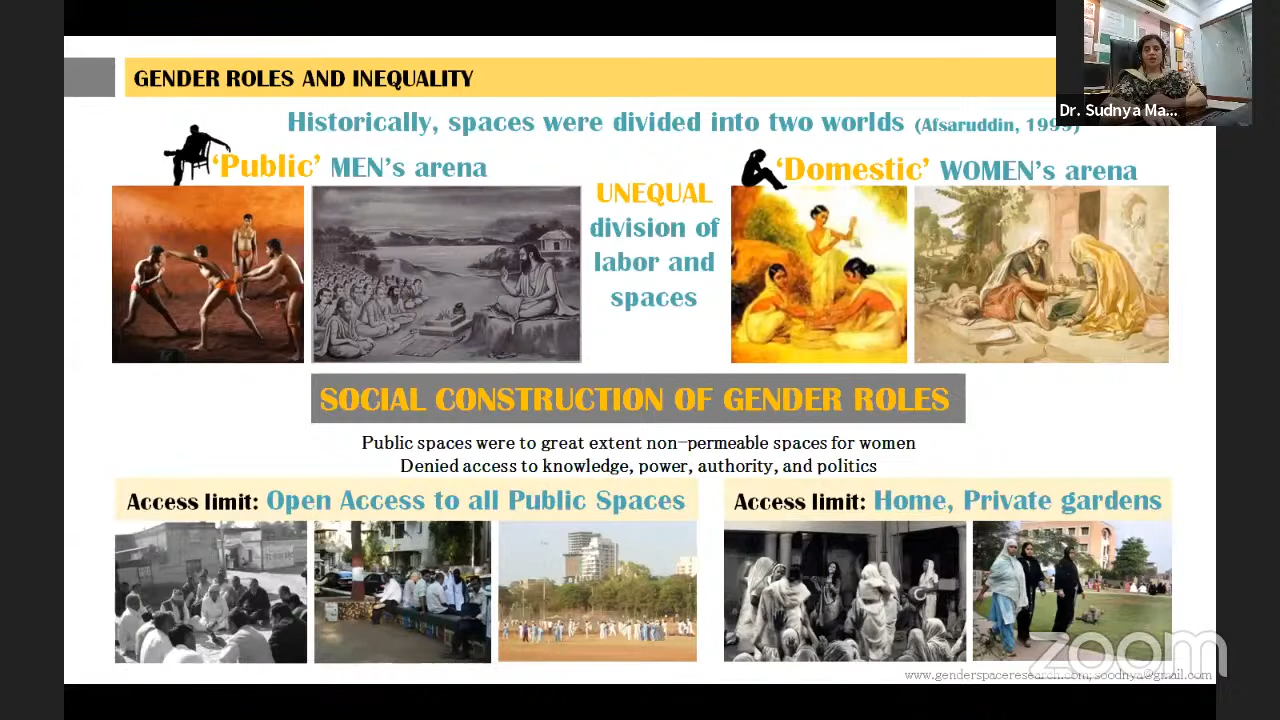 GENDER ROLES AND INEQUALITY
Dr. Sudnya Ma...
Historically, spaces were divided into two worlds (Afsaruddin, 1999)
'Public' MEN's arena
UNEQUAL
division of
labor and
spaces
'Domestic' WOMEN's arena
SOCIAL CONSTRUCTION OF GENDER ROLES
Public spaces were to great extent non-permeable spaces for women
Denied access to knowledge, power, authority, and politics
Access limit: Open Access to all Public Spaces
Access limit: Home, Private gardens
zoom
www.genderspaceresearch.com; soodnya@gmail.com